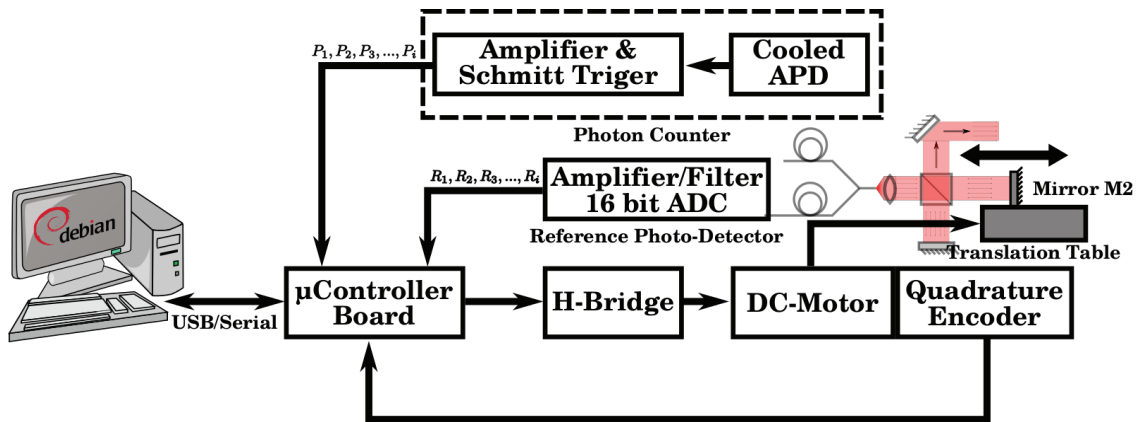 P₁, P₂, P₃, ..., Pᵢ
Amplifier &
Schmitt Triger
Cooled
APD
Photon Counter
R₁, R₂, R₃, ..., Rᵢ
Amplifier/Filter
16 bit ADC
Reference Photo-Detector
Mirror M2
Translation Table
debian
USB/Serial
µController
Board
H-Bridge
DC-Motor
Quadrature
Encoder